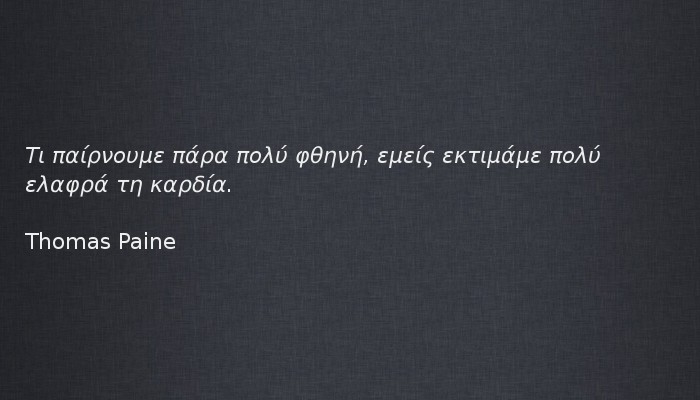 Τι παίρνουμε πάρα πολύ φθηνή, εμείς εκτιμάμε πολύ
ελαφρά τη καρδία.
Thomas Paine